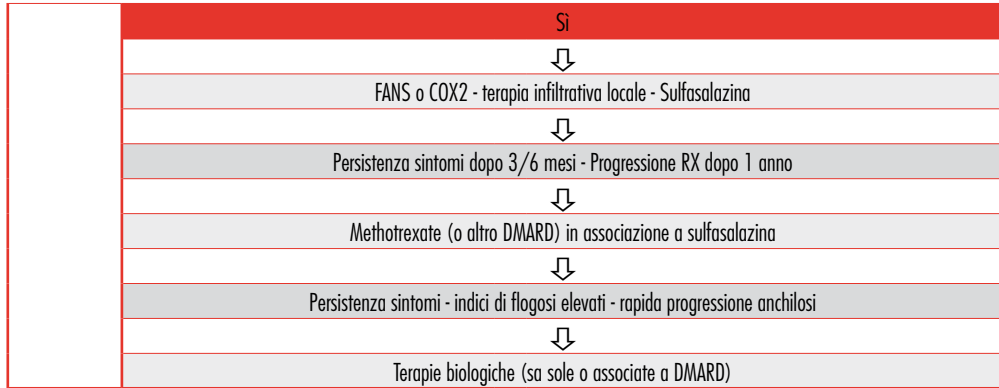 Sì
FANS o COX2 - terapia infiltrativa locale - Sulfasalazina
Persistenza sintomi dopo 3/6 mesi - Progressione RX dopo 1 anno
Methotrexate (o altro DMARD) in associazione a sulfasalazina
Persistenza sintomi - indici di flogosi elevati - rapida progressione anchilosi
Terapie biologiche (sa sole o associate a DMARD)